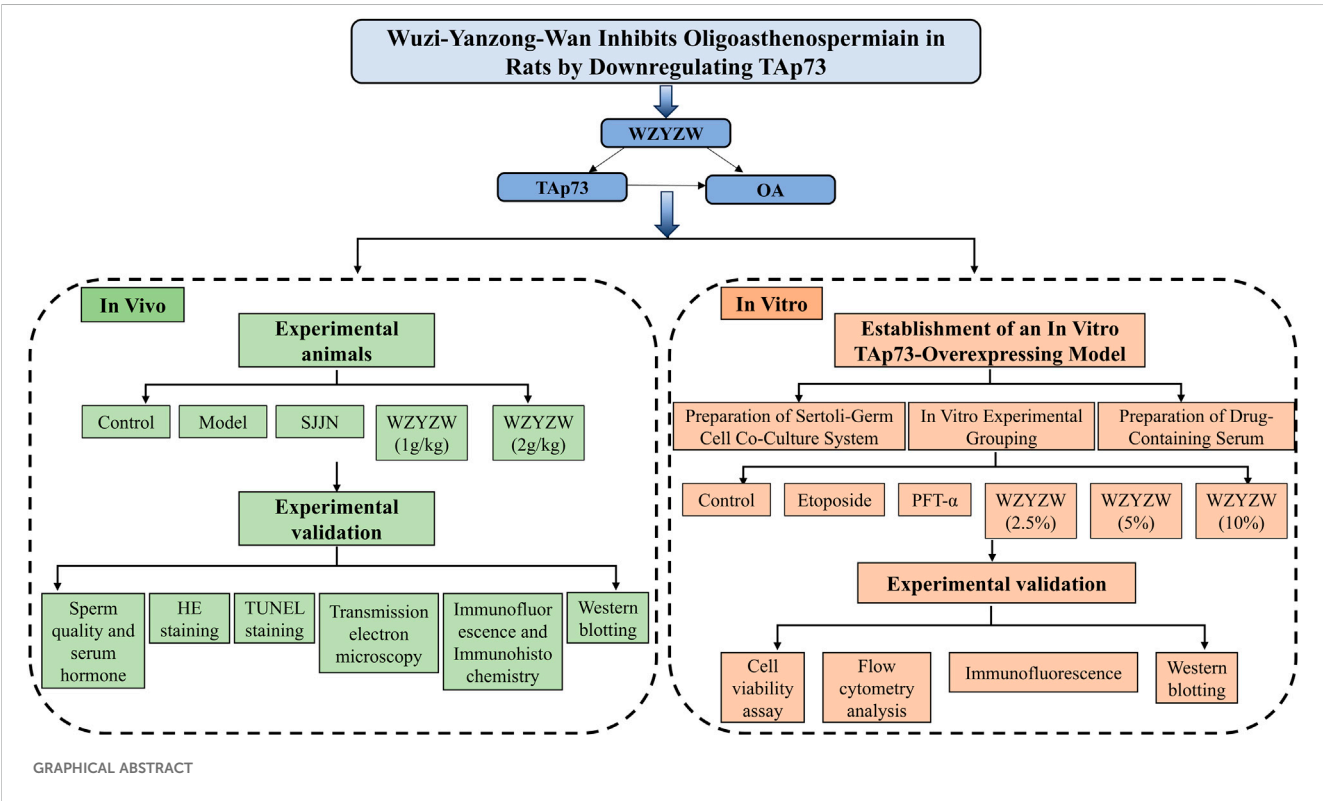 Wuzi-Yanzong-Wan Inhibits Oligoasthenospermiain in
Rats by Downregulating TAp73
WZYZW
TAp73
OA
In Vivo
Experimental
animals
Control
Model
SJJN
WZYZW
(1g/kg)
WZYZW
(2g/kg)
Experimental
validation
Sperm
quality and
serum
hormone
HE
staining
TUNEL
staining
Transmission
electron
microscopy
Immunofluor
escence and
Immunohisto
chemistry
Western
blotting
In Vitro
Establishment of an In Vitro
TAp73-Overexpressing Model
Preparation of Sertoli-Germ
Cell Co-Culture System
In Vitro Experimental
Grouping
Preparation of Drug-
Containing Serum
Control
Etoposide
PFT-α
WZYZW
(2.5%)
WZYZW
(5%)
WZYZW
(10%)
Experimental validation
Cell
viability
assay
Flow
cytometry
analysis
Immunofluorescence
Western
blotting
GRAPHICAL ABSTRACT